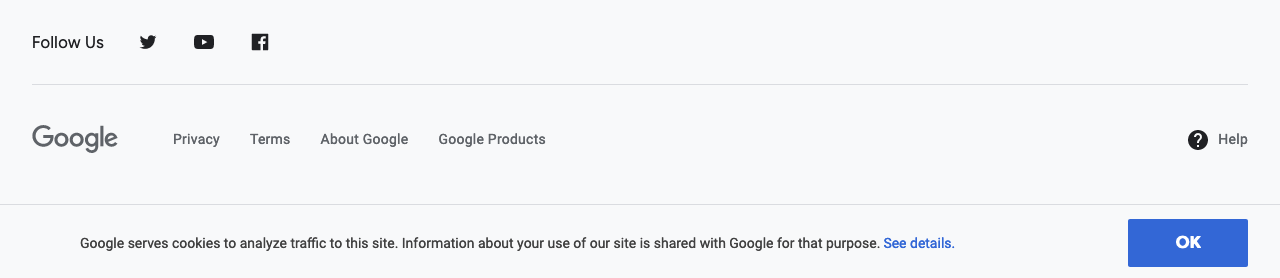 Follow Us
Google Privacy Terms About Google Google Products Help
Google serves cookies to analyze traffic to this site. Information about your use of our site is shared with Google for that purpose. See details. OK